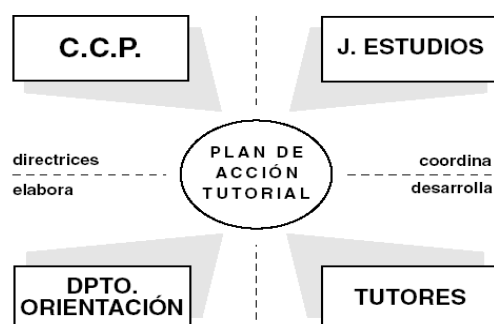 C.C.P.
J. ESTUDIOS
PLAN DE
ACCIÓN
TUTORIAL
directrices
elabora
coordina
desarrolla
DPTO.
ORIENTACIÓN
TUTORES